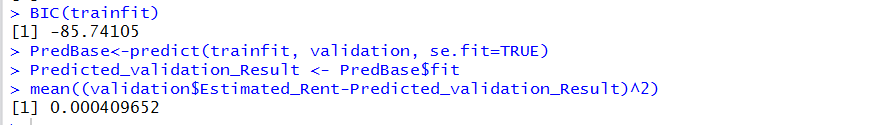 > BIC(trainfit)
[1] -85.74105
> PredBase<-predict(trainfit, validation, se.fit=TRUE)
> Predicted_validation_Result <- PredBase$fit
> mean((validation$Estimated_Rent-Predicted_validation_Result)^2)
[1] 0.000409652